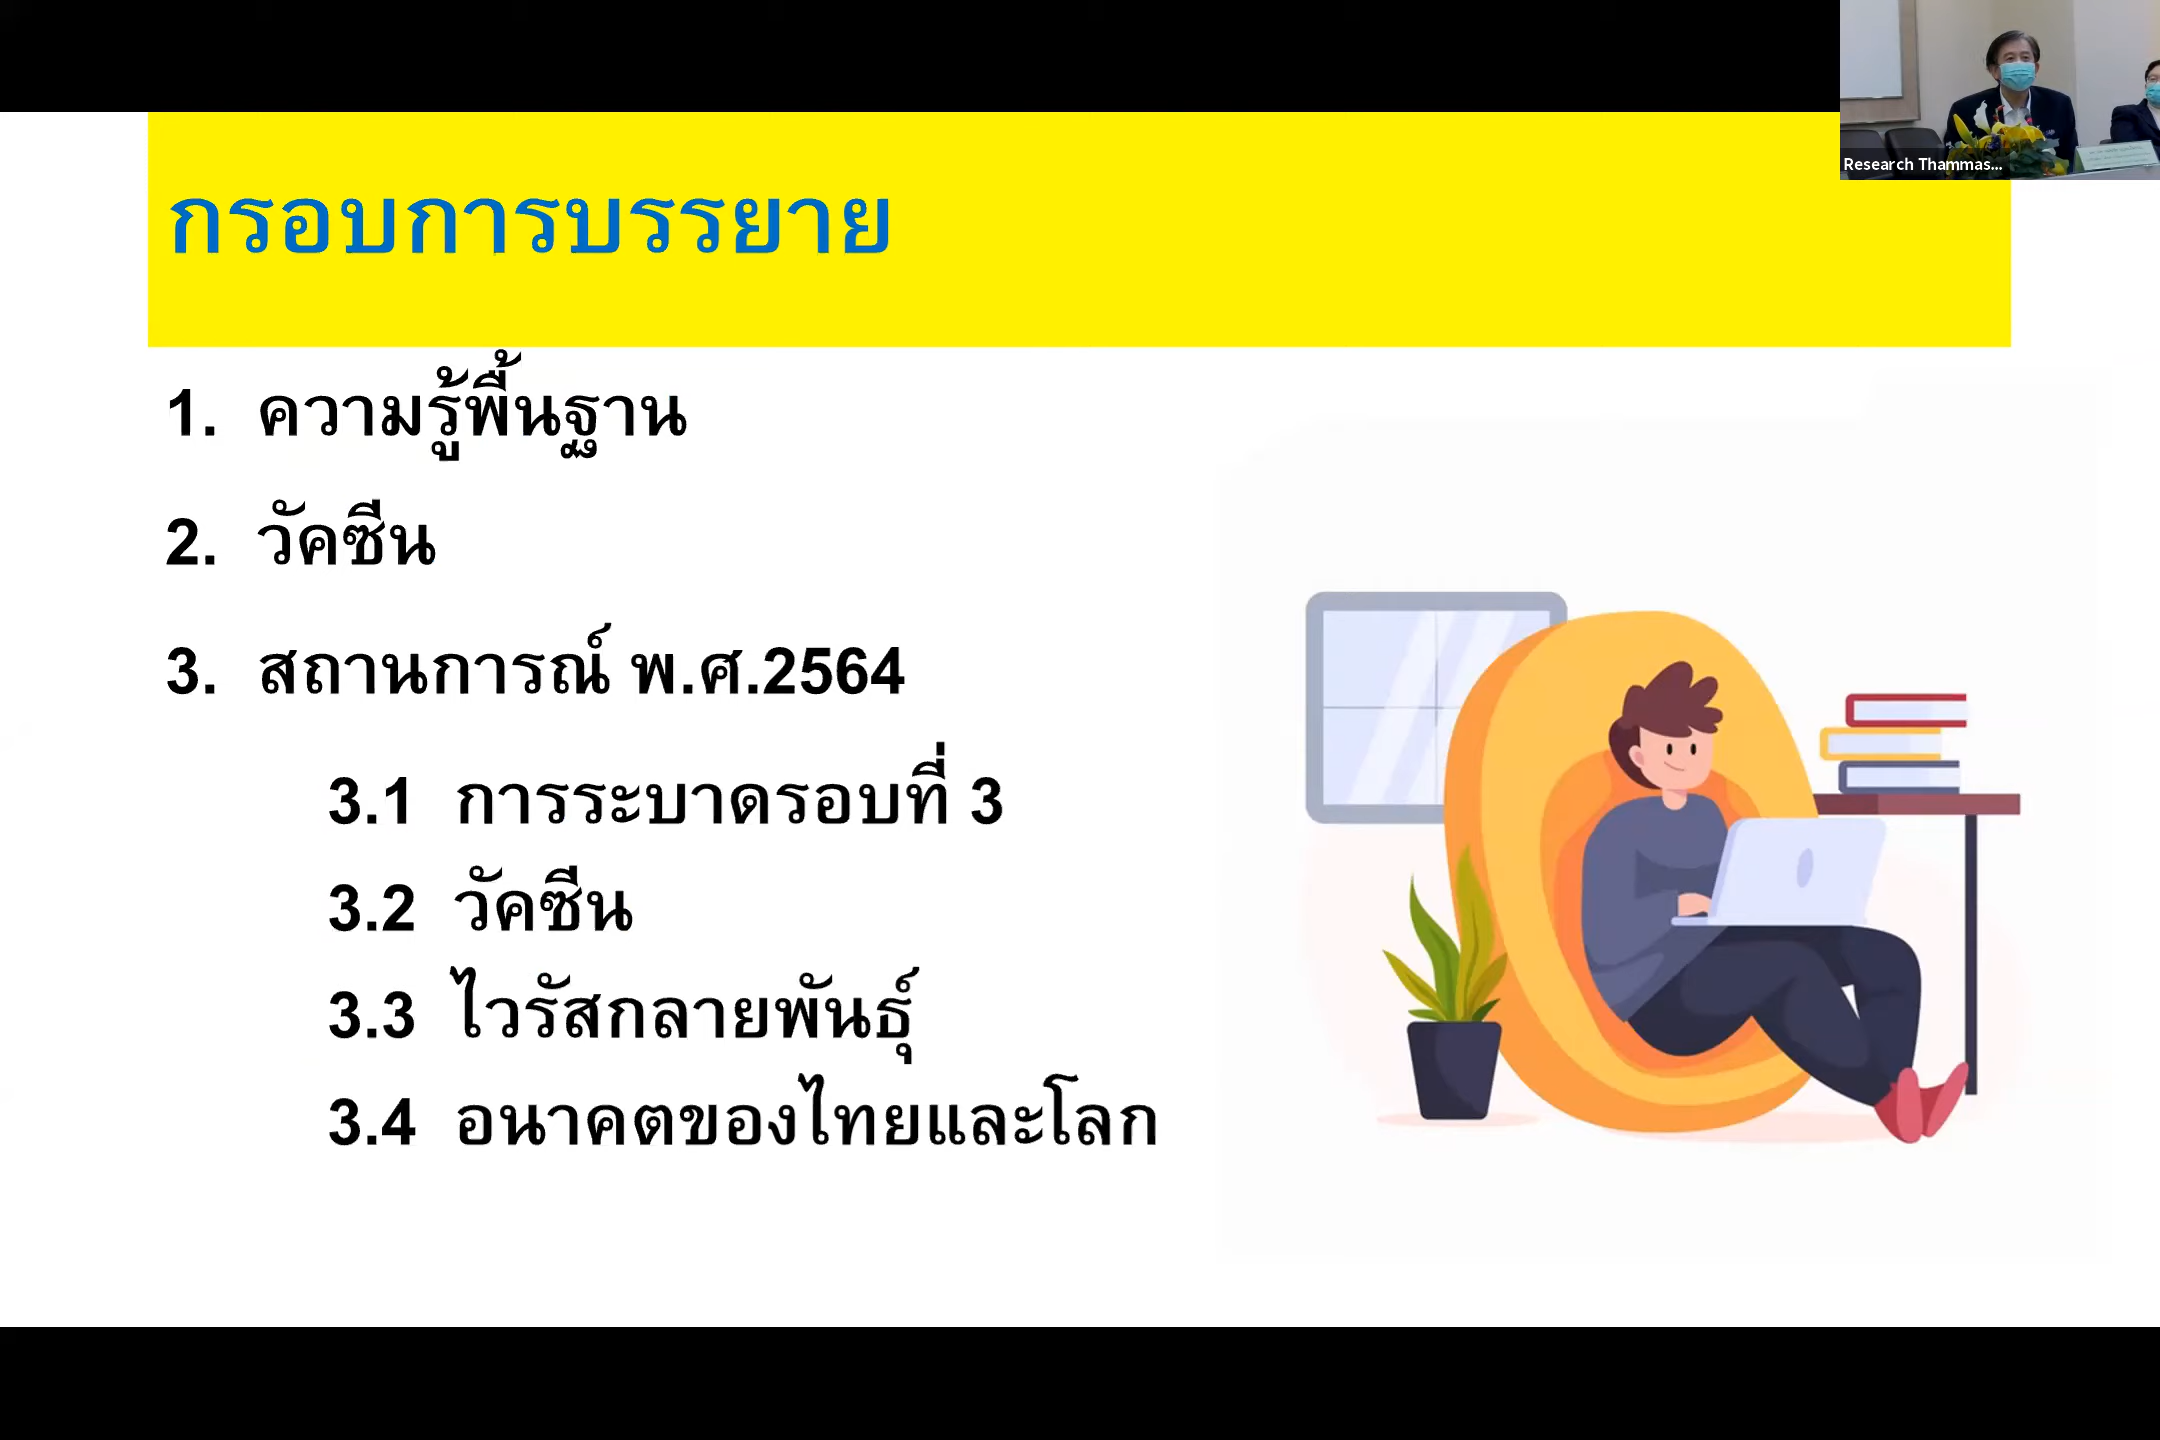 Research Thammas...
กรอบการบรรยาย
1. ความรู้พื้นฐาน
2. วัคซีน
3. สถานการณ์ พ.ศ.2564
3.1 การระบาดรอบที่ 3
3.2 วัคซีน
3.3 ไวรัสกลายพันธุ์
3.4 อนาคตของไทยและโลก